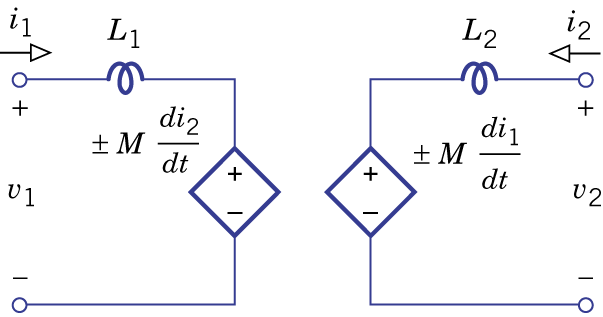 i1 L1 L2 i2
+ +
± M di2/dt + + ± M di1/dt
v1 − − v2
− −